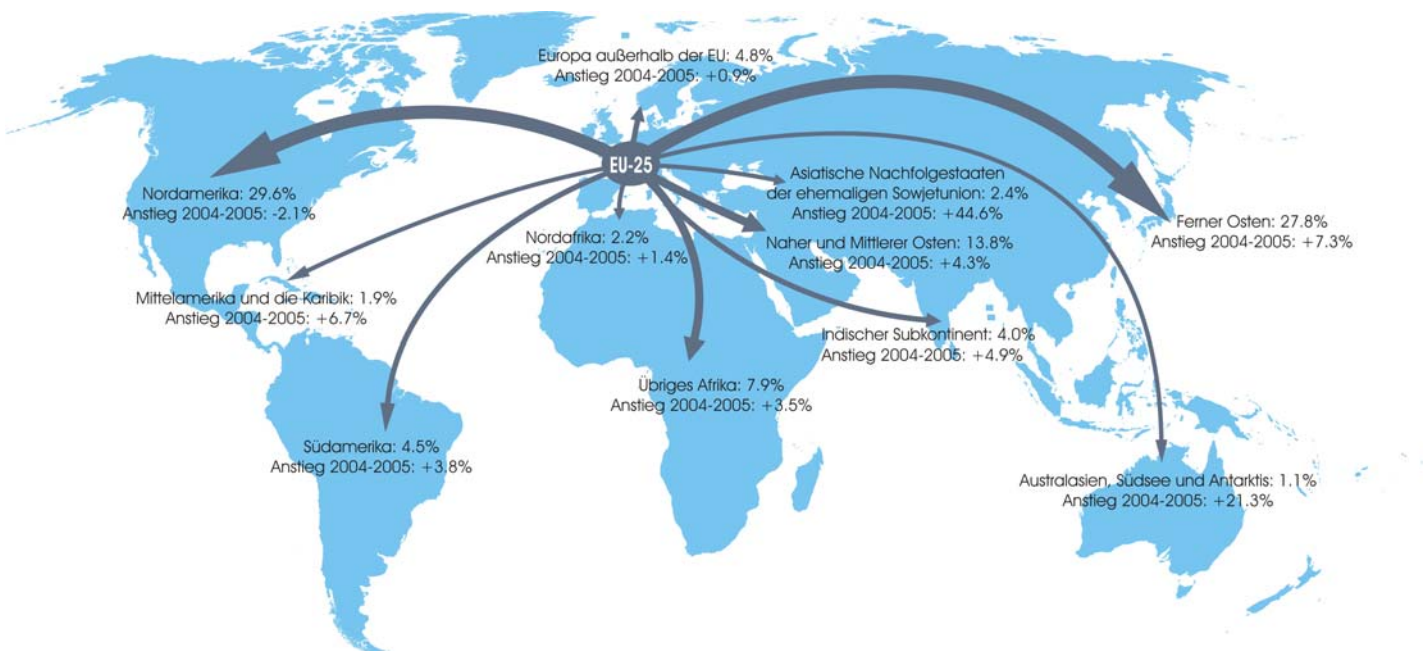 Europa außerhalb der EU: 4.8%
Anstieg 2004-2005: +0.9%
EU-25
Nordamerika: 29.6%
Anstieg 2004-2005: -2.1%
Asiatische Nachfolgestaaten
der ehemaligen Sowjetunion: 2.4%
Anstieg 2004-2005: +44.6%
Ferner Osten: 27.8%
Anstieg 2004-2005: +7.3%
Nordafrika: 2.2%
Anstieg 2004-2005: +1.4%
Naher und Mittlerer Osten: 13.8%
Anstieg 2004-2005: +4.3%
Mittelamerika und die Karibik: 1.9%
Anstieg 2004-2005: +6.7%
Indischer Subkontinent: 4.0%
Anstieg 2004-2005: +4.9%
Übriges Afrika: 7.9%
Anstieg 2004-2005: +3.5%
Südamerika: 4.5%
Anstieg 2004-2005: +3.8%
Australasien, Südsee und Antarktis: 1.1%
Anstieg 2004-2005: +21.3%